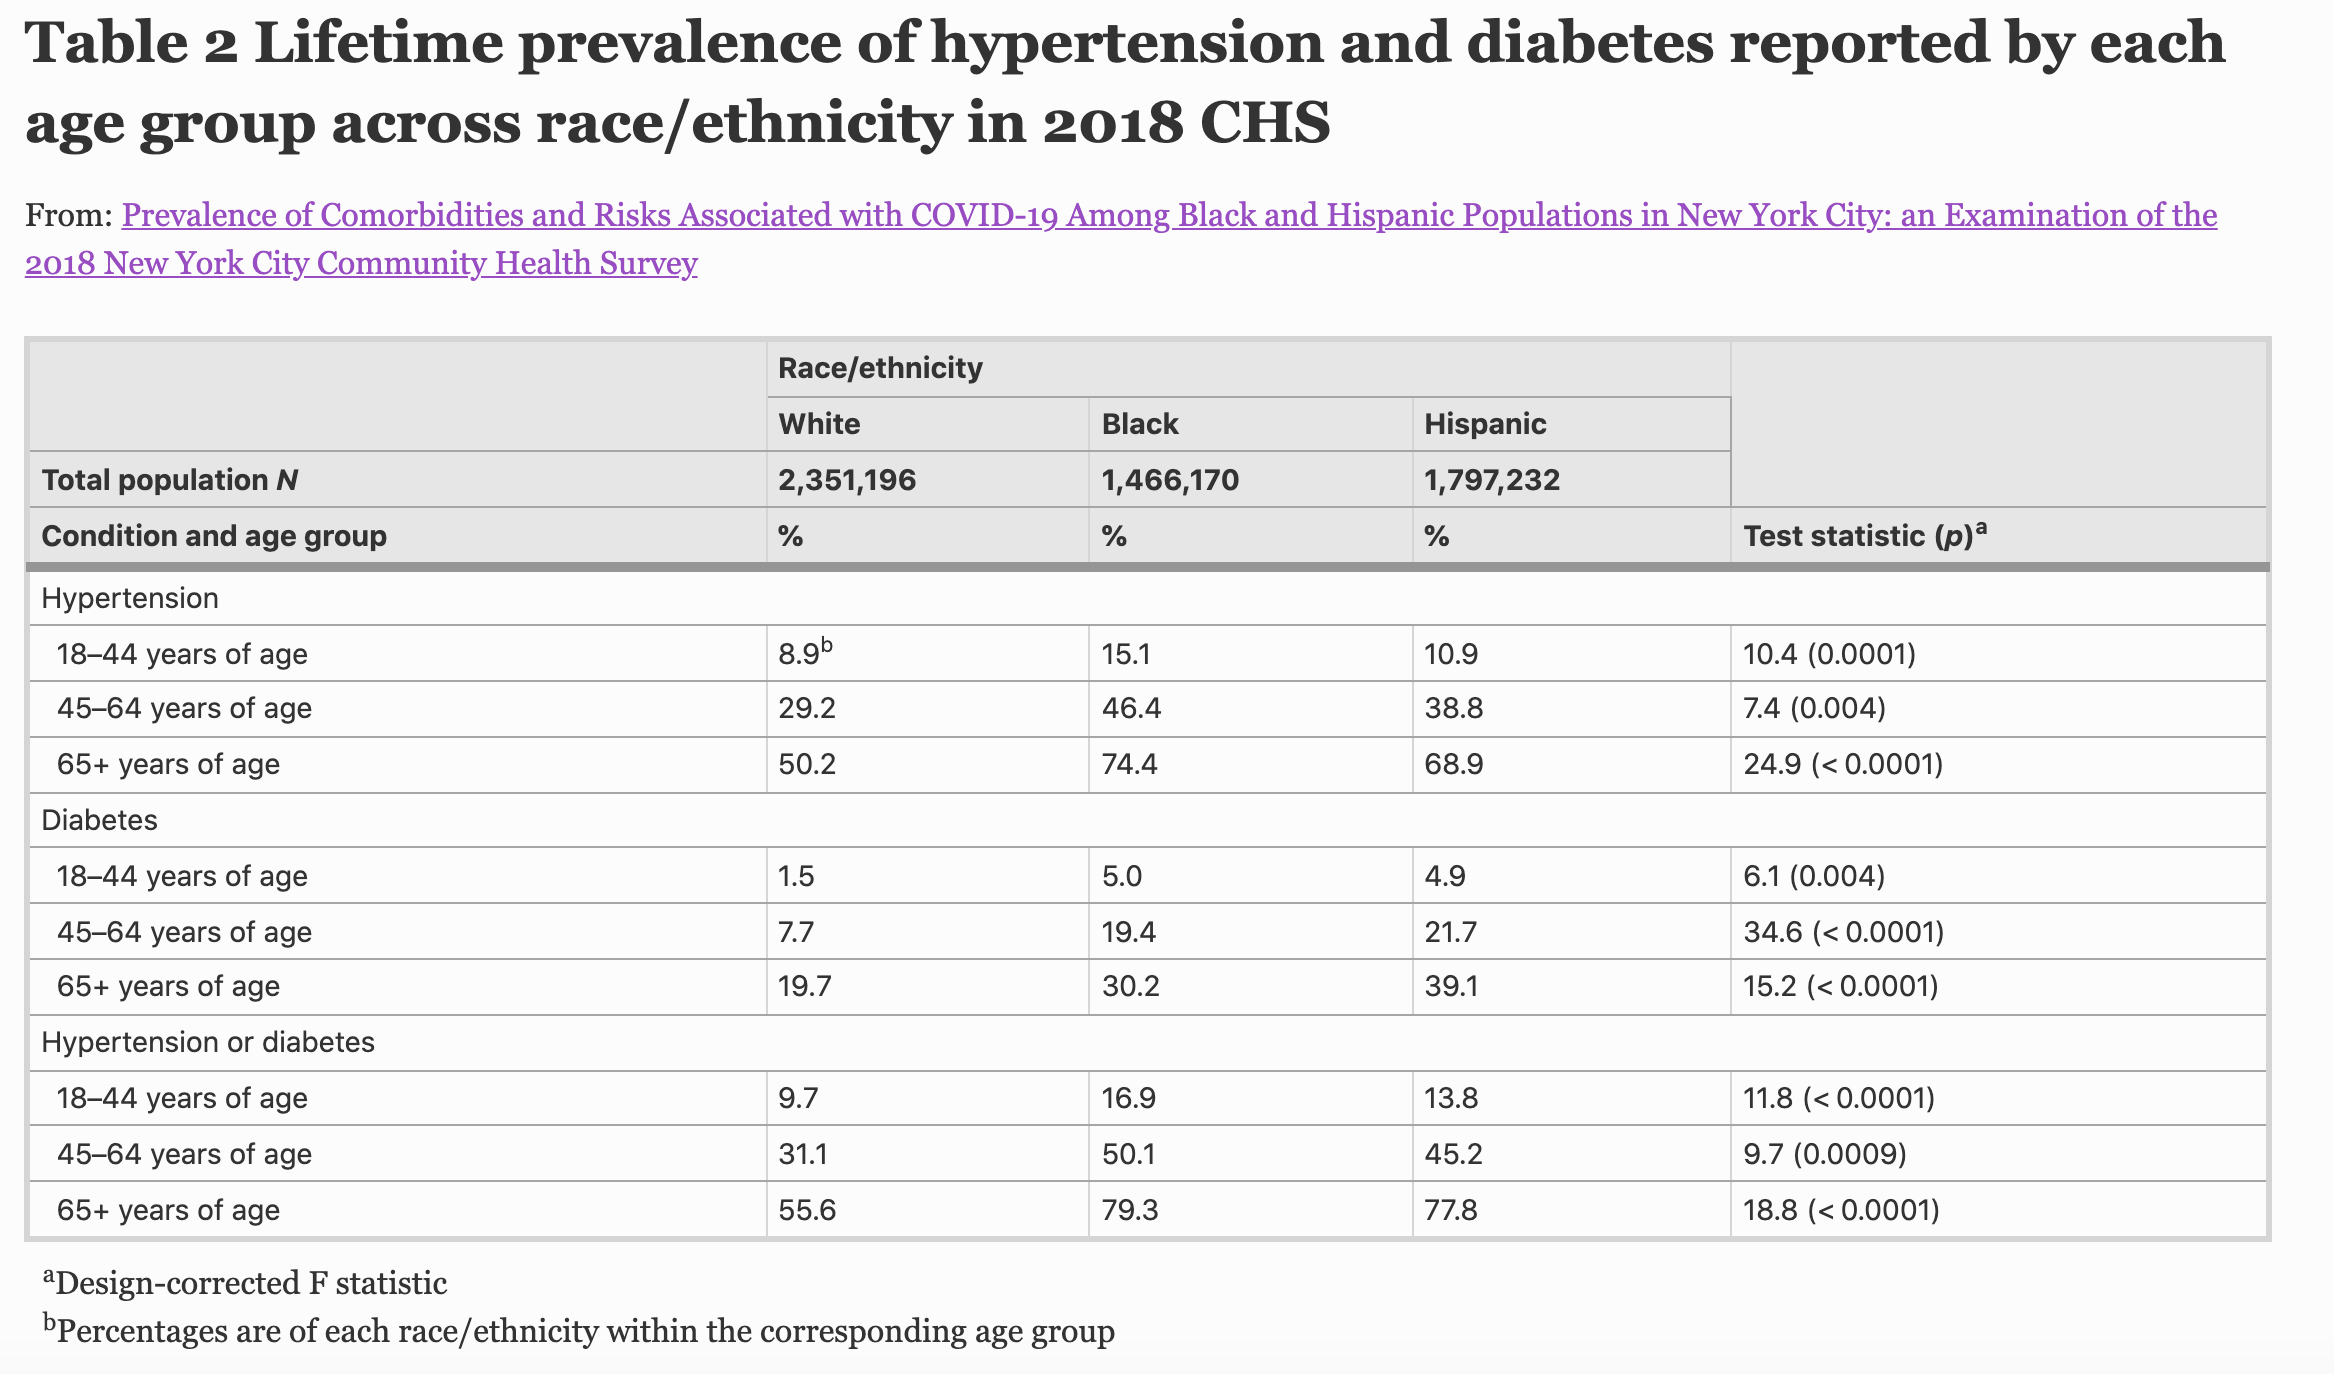 Table 2 Lifetime prevalence of hypertension and diabetes reported by each
age group across race/ethnicity in 2018 CHS
From: Prevalence of Comorbidities and Risks Associated with COVID-19 Among Black and Hispanic Populations in New York City: an Examination of the
2018 New York City Community Health Survey
Race/ethnicity
White Black Hispanic
Total population N 2,351,196 1,466,170 1,797,232
Condition and age group % % % Test statistic (p)a
Hypertension
18–44 years of age 8.9b 15.1 10.9 10.4 (0.0001)
45–64 years of age 29.2 46.4 38.8 7.4 (0.004)
65+ years of age 50.2 74.4 68.9 24.9 (< 0.0001)
Diabetes
18–44 years of age 1.5 5.0 4.9 6.1 (0.004)
45–64 years of age 7.7 19.4 21.7 34.6 (< 0.0001)
65+ years of age 19.7 30.2 39.1 15.2 (< 0.0001)
Hypertension or diabetes
18–44 years of age 9.7 16.9 13.8 11.8 (< 0.0001)
45–64 years of age 31.1 50.1 45.2 9.7 (0.0009)
65+ years of age 55.6 79.3 77.8 18.8 (< 0.0001)
aDesign-corrected F statistic
bPercentages are of each race/ethnicity within the corresponding age group